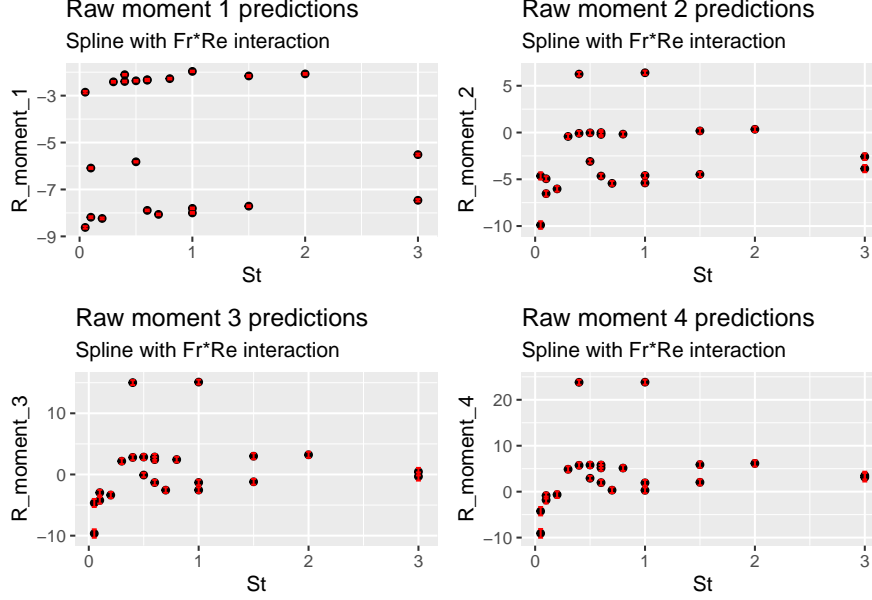 Raw moment 1 predictions
Spline with Fr*Re interaction
−3
−5
−7
−9
R_moment_1
0
1
2
3
St
Raw moment 2 predictions
Spline with Fr*Re interaction
5
0
−5
−10
R_moment_2
0
1
2
3
St
Raw moment 3 predictions
Spline with Fr*Re interaction
10
0
−10
R_moment_3
0
1
2
3
St
Raw moment 4 predictions
Spline with Fr*Re interaction
20
10
0
−10
R_moment_4
0
1
2
3
St